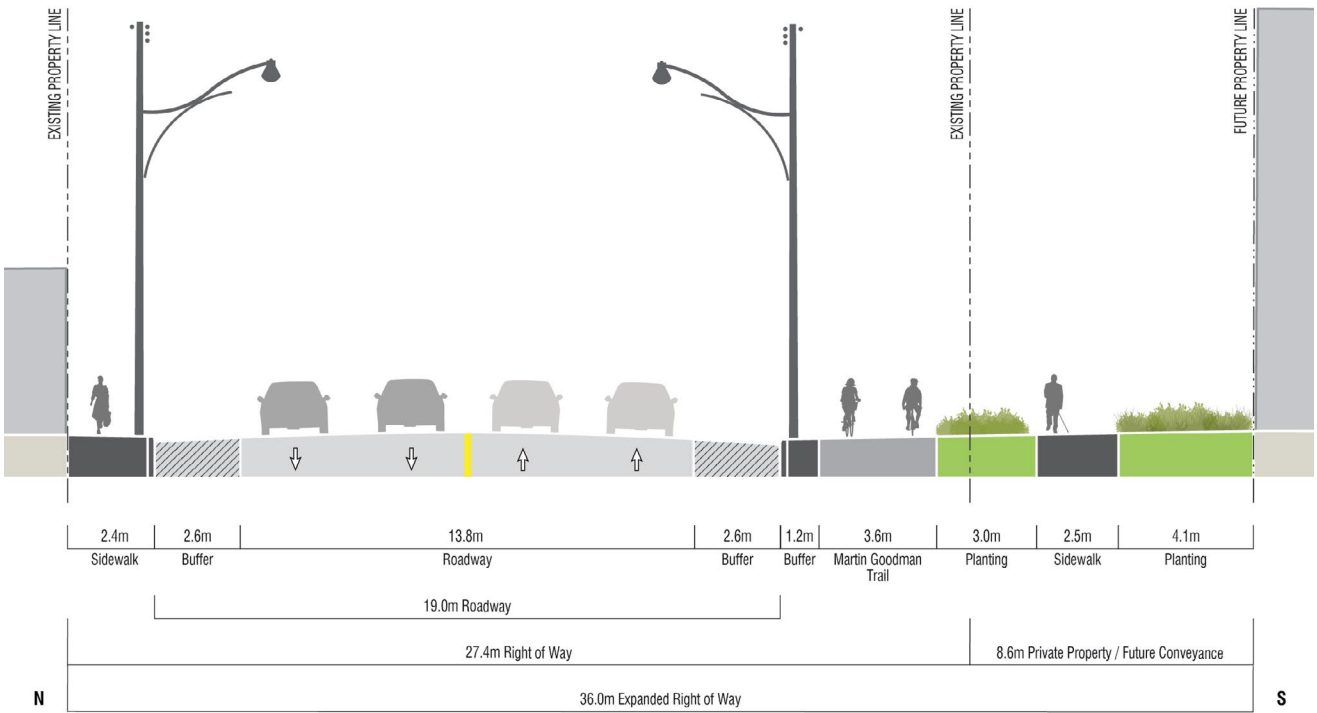 EXISTING PROPERTY LINE
EXISTING PROPERTY LINE
FUTURE PROPERTY LINE
2.4m
2.6m
13.8m
2.6m
1.2m
3.6m
3.0m
2.5m
4.1m
Sidewalk
Buffer
Roadway
Buffer
Buffer
Martin Goodman
Trail
Planting
Sidewalk
Planting
19.0m Roadway
27.4m Right of Way
8.6m Private Property / Future Conveyance
N
36.0m Expanded Right of Way
S